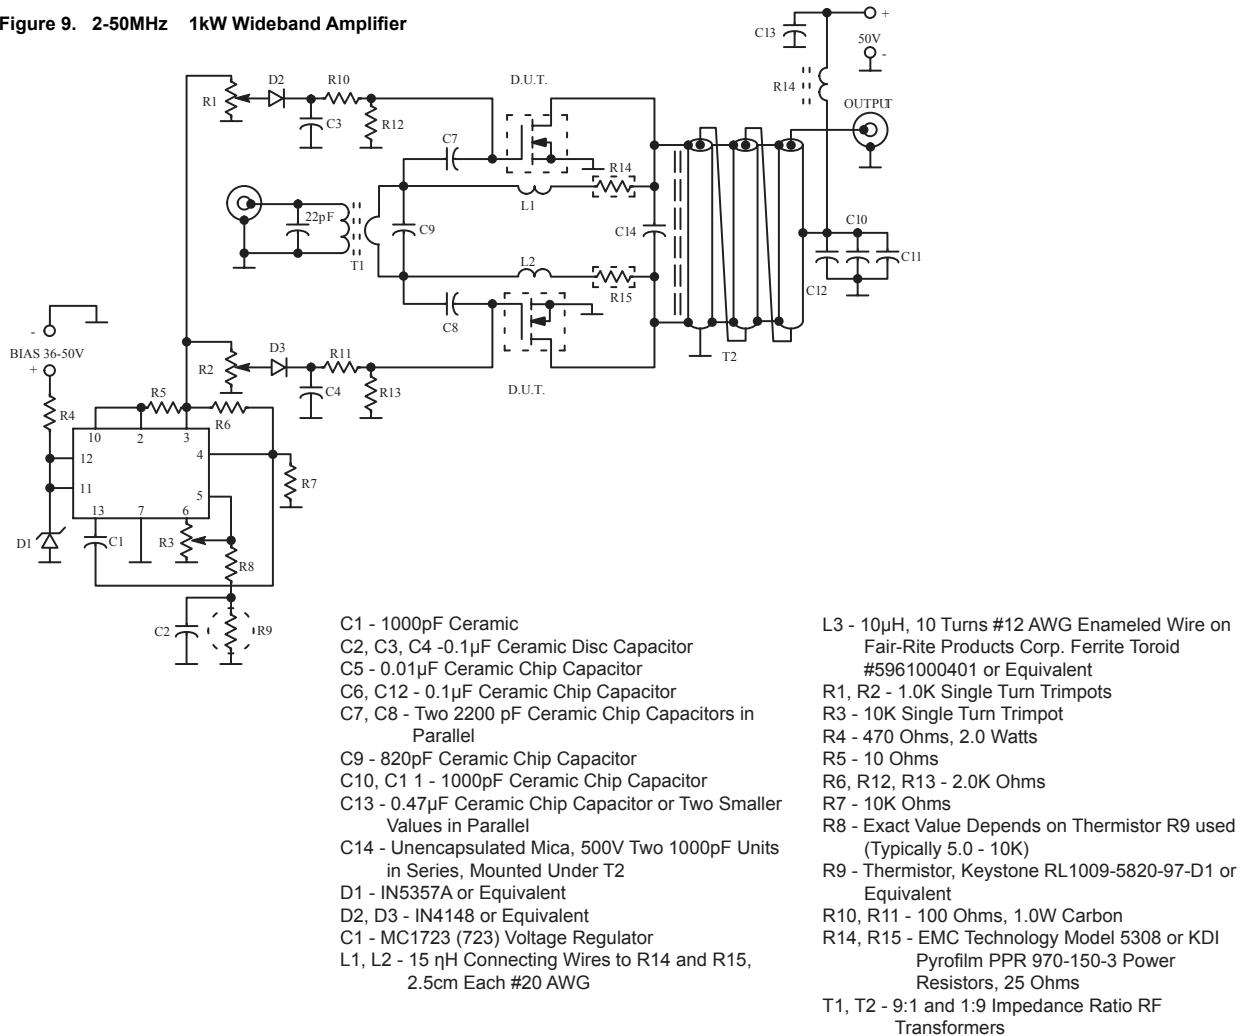 Figure 9. 2-50MHz 1kW Wideband Amplifier
C13
+
50V
-
R14
OUTPUT
D2
R10
D.U.T.
R1
C3
R12
C7
R14
L1
22pF
T1
C9
C14
C10
C11
C12
L2
R15
C8
T2
D.U.T.
-
BIAS 36-50V
+
R2
D3
R11
C4
R13
R4
R5
R6
10
2
3
12
4
11
5
R7
13
7
6
D1
C1
R3
R8
C2
R9
C1 - 1000pF Ceramic
C2, C3, C4 -0.1µF Ceramic Disc Capacitor
C5 - 0.01µF Ceramic Chip Capacitor
C6, C12 - 0.1µF Ceramic Chip Capacitor
C7, C8 - Two 2200 pF Ceramic Chip Capacitors in
Parallel
C9 - 820pF Ceramic Chip Capacitor
C10, C1 1 - 1000pF Ceramic Chip Capacitor
C13 - 0.47µF Ceramic Chip Capacitor or Two Smaller
Values in Parallel
C14 - Unencapsulated Mica, 500V Two 1000pF Units
in Series, Mounted Under T2
D1 - IN5357A or Equivalent
D2, D3 - IN4148 or Equivalent
C1 - MC1723 (723) Voltage Regulator
L1, L2 - 15 ηH Connecting Wires to R14 and R15,
2.5cm Each #20 AWG
L3 - 10µH, 10 Turns #12 AWG Enameled Wire on
Fair-Rite Products Corp. Ferrite Toroid
#5961000401 or Equivalent
R1, R2 - 1.0K Single Turn Trimpots
R3 - 10K Single Turn Trimpot
R4 - 470 Ohms, 2.0 Watts
R5 - 10 Ohms
R6, R12, R13 - 2.0K Ohms
R7 - 10K Ohms
R8 - Exact Value Depends on Thermistor R9 used
(Typically 5.0 - 10K)
R9 - Thermistor, Keystone RL1009-5820-97-D1 or
Equivalent
R10, R11 - 100 Ohms, 1.0W Carbon
R14, R15 - EMC Technology Model 5308 or KDI
Pyrofilm PPR 970-150-3 Power
Resistors, 25 Ohms
T1, T2 - 9:1 and 1:9 Impedance Ratio RF
Transformers